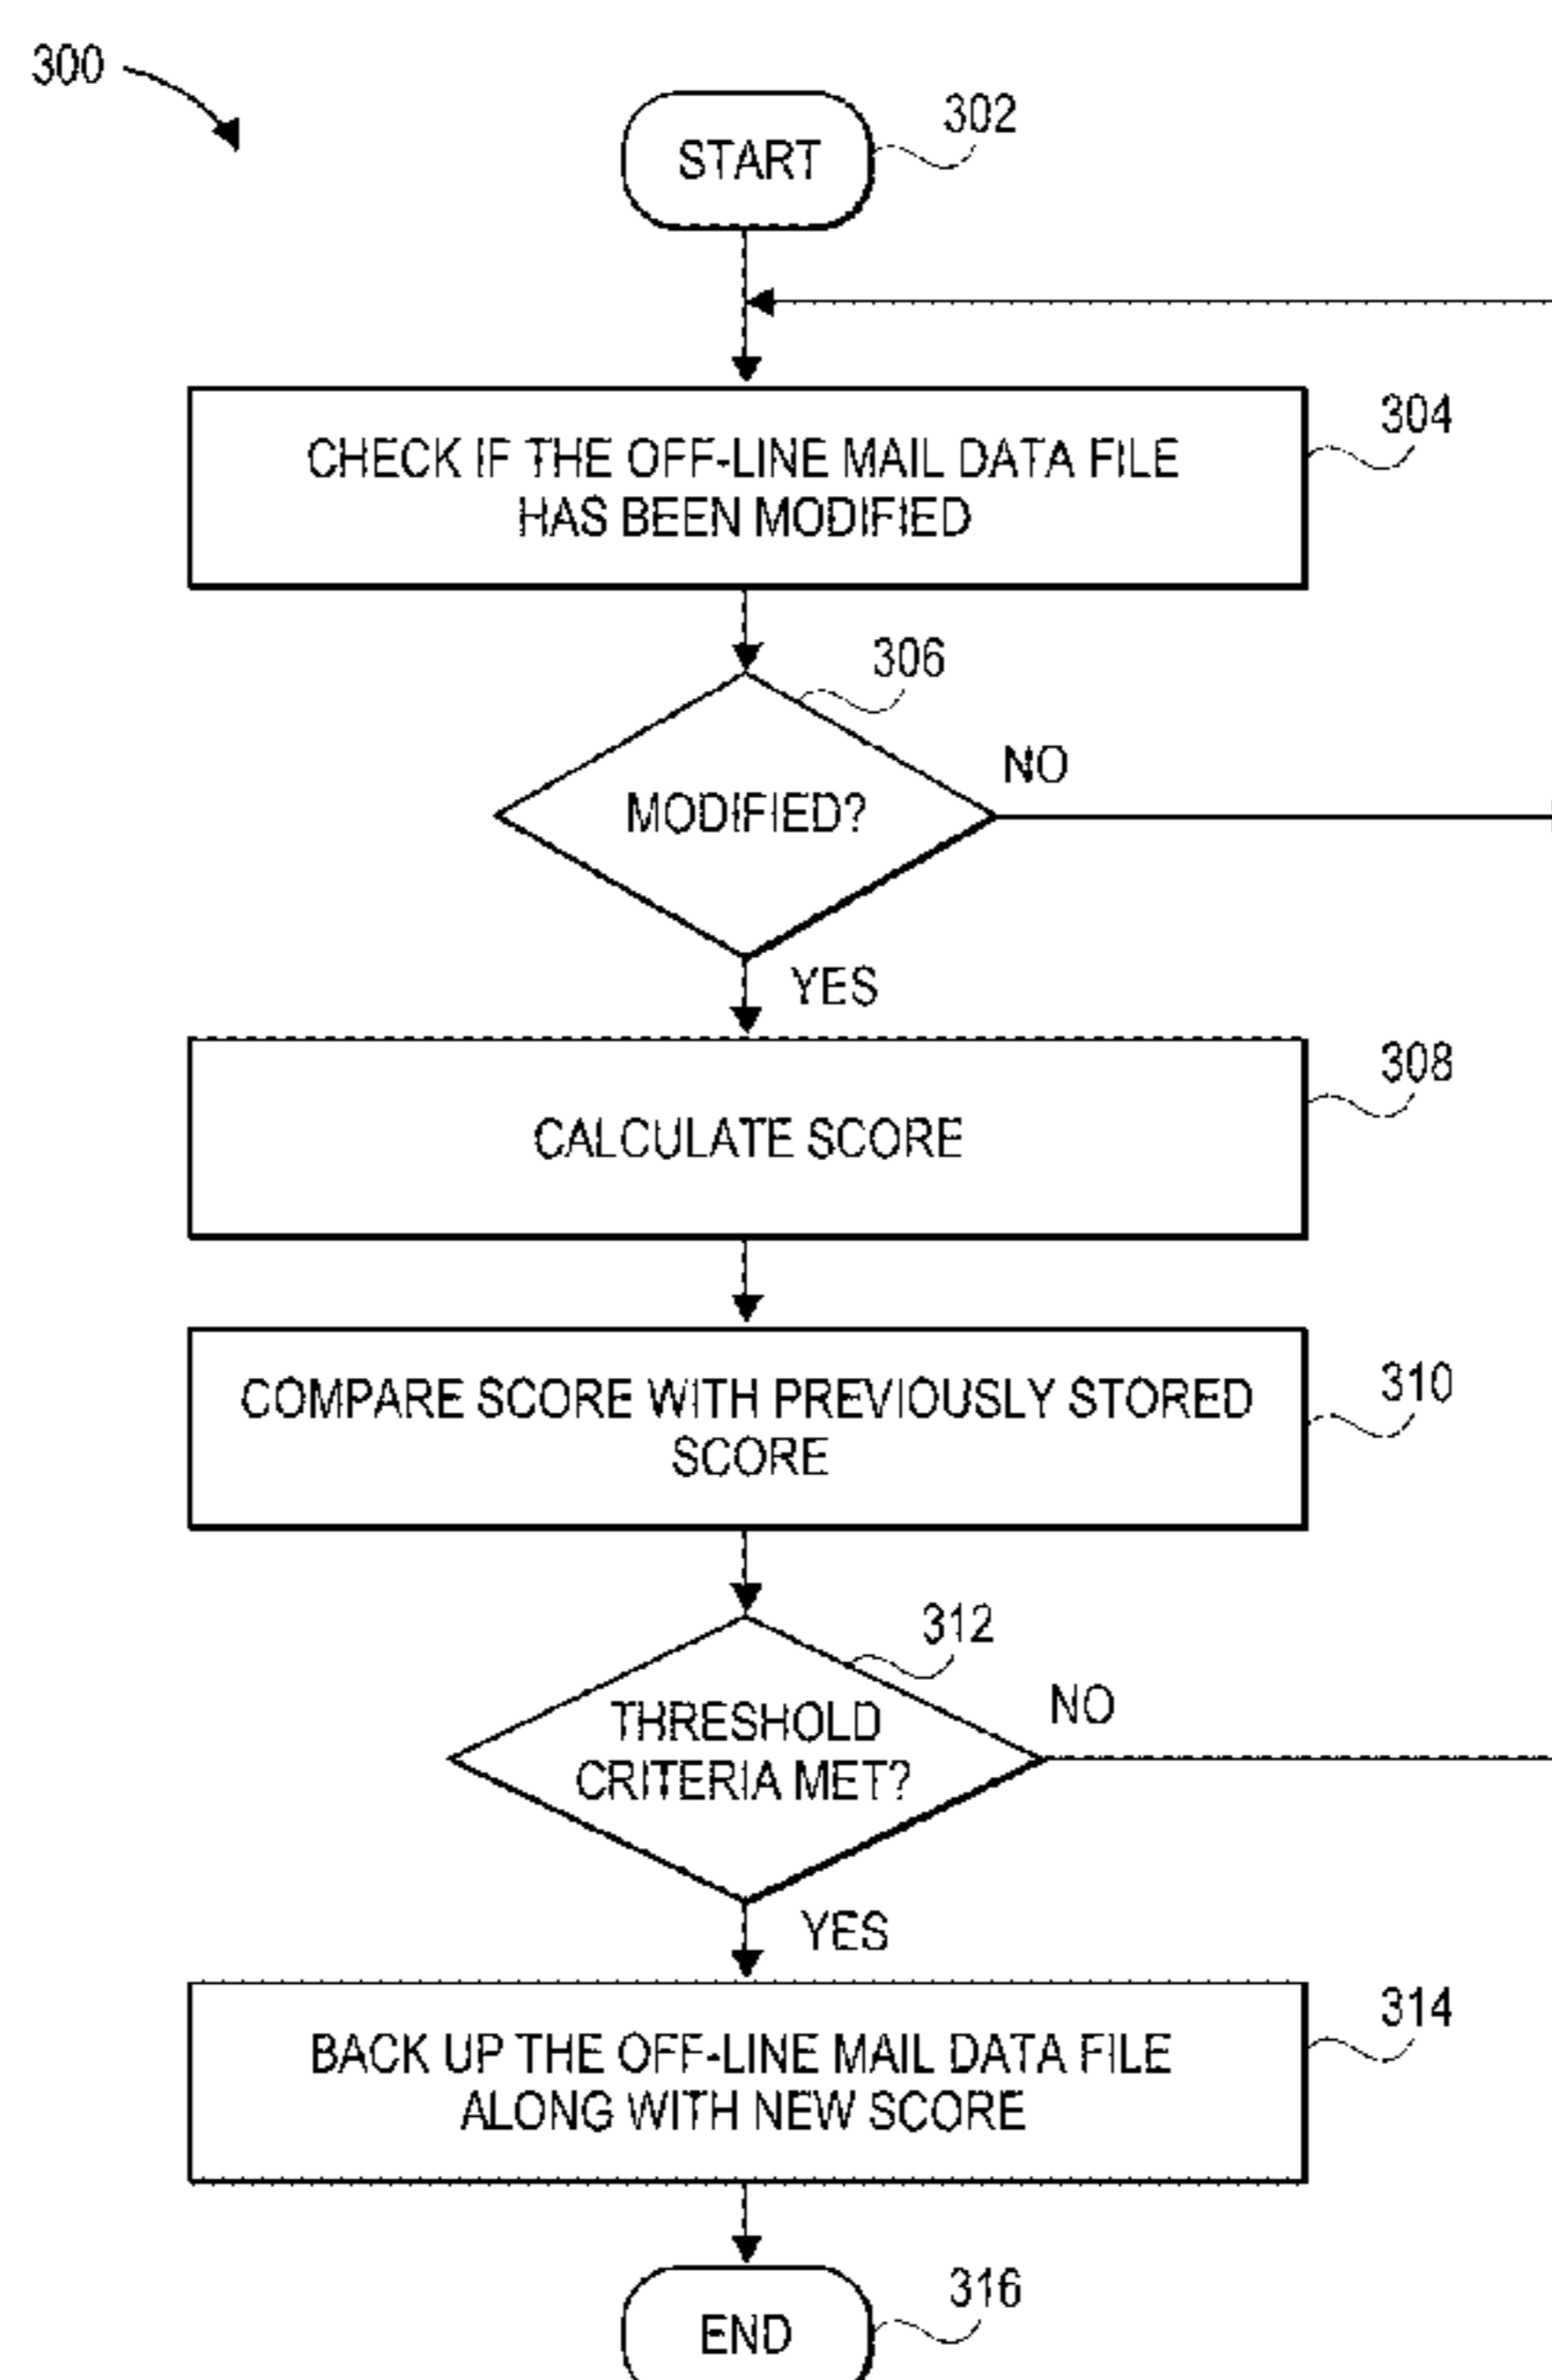 300
START
302
CHECK IF THE OFF-LINE MAIL DATA FILE
HAS BEEN MODIFIED
304
306
MODIFIED?
NO
YES
CALCULATE SCORE
308
COMPARE SCORE WITH PREVIOUSLY STORED
SCORE
310
312
THRESHOLD
CRITERIA MET?
NO
YES
BACK UP THE OFF-LINE MAIL DATA FILE
ALONG WITH NEW SCORE
314
END
316